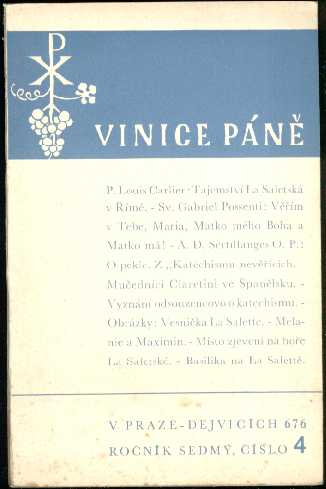 VINICE PÁNĚ
P. Louis Carlier: Tajemství La Saletská
v Římě. - Sv. Gabriel Possenti: Věřím
v Tebe, Maria, Matko mého Boha a
Matko má! - A. D. Sertillanges O. P.:
O pekle. Z „Katechismu nevěřících.
Mučedníci Claretini ve Španělsku. -
Vyznání odsouzencovo o katechismu. -
Obrázky: Vesnička La Salette. - Mela-
nie a Maximin. - Místo zjevení na hoře
La Saletské. - Basilika na La Salettě.
V PRAZE-DEJVICÍCH 676
ROČNÍK SEDMÝ, ČÍSLO 4